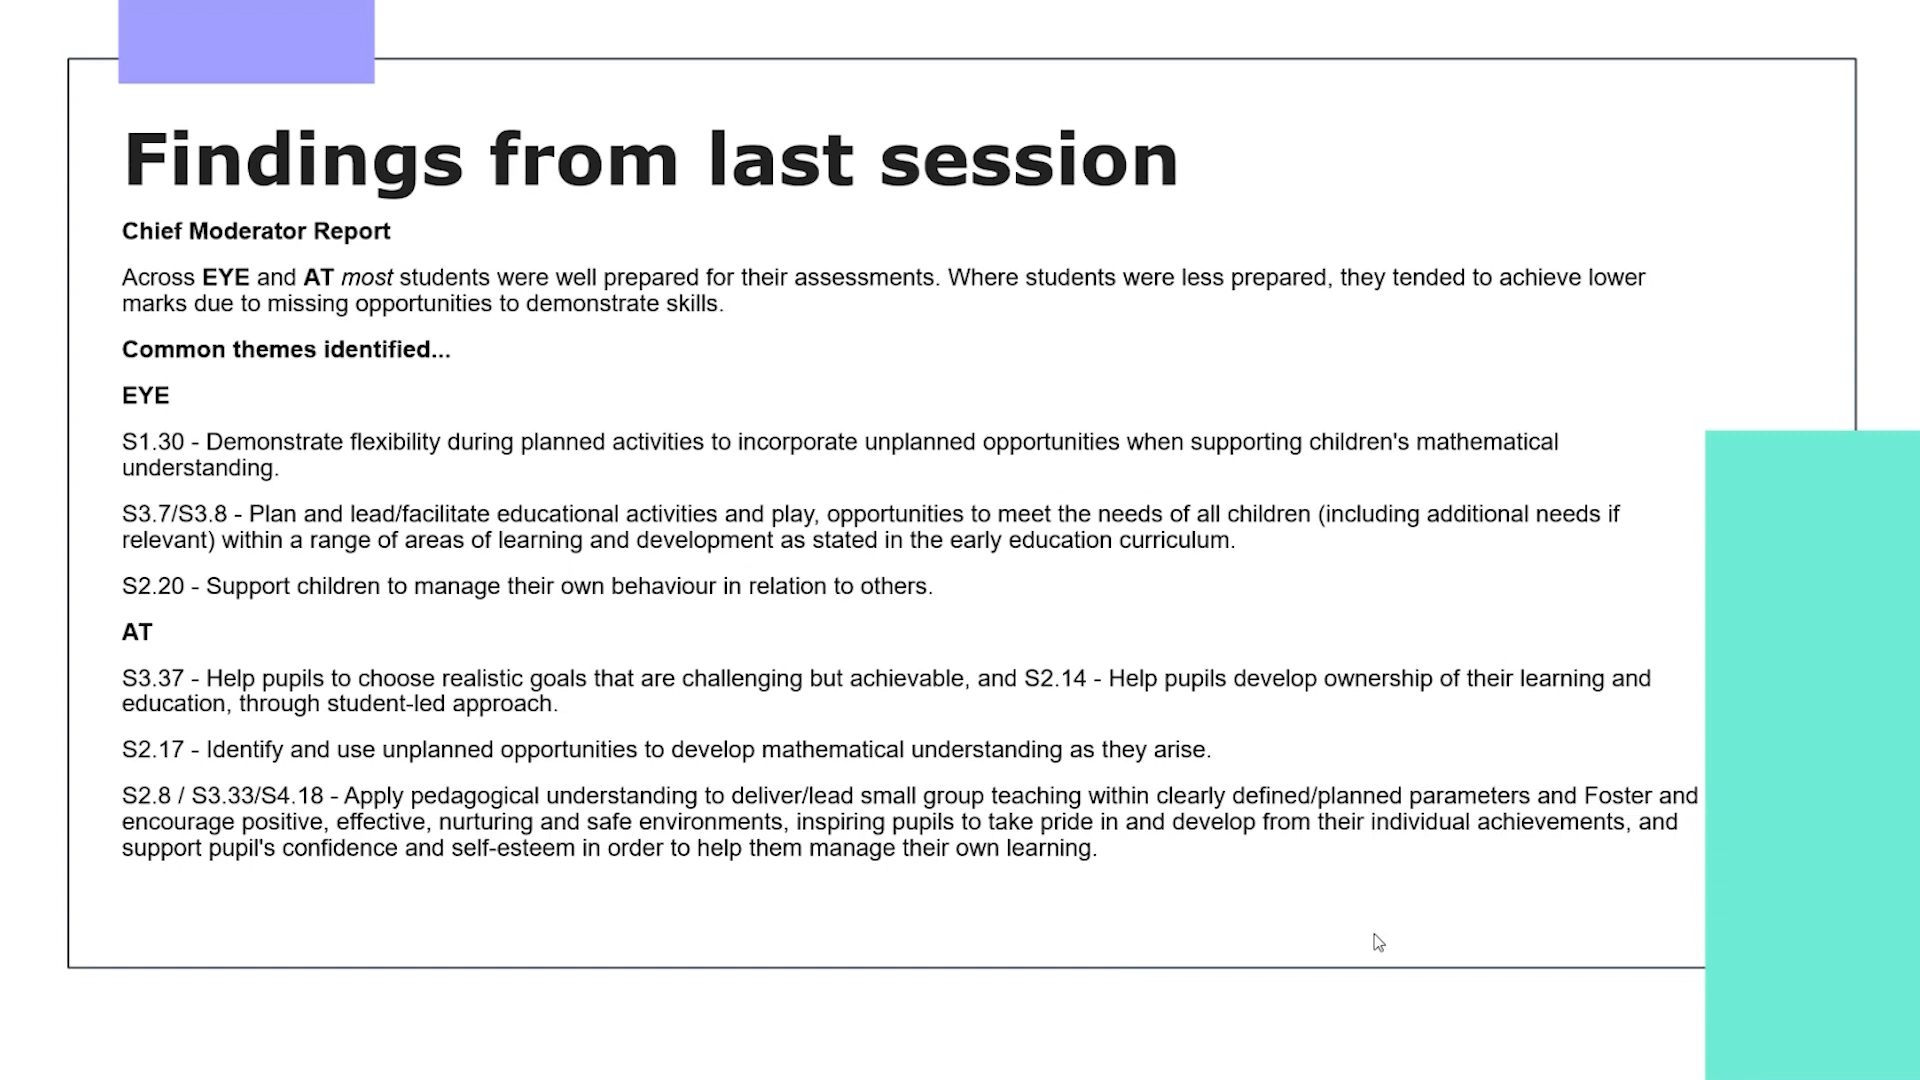 Findings from last session
Chief Moderator Report
Across EYE and AT most students were well prepared for their assessments. Where students were less prepared, they tended to achieve lower
marks due to missing opportunities to demonstrate skills.
Common themes identified...
EYE
S1.30 - Demonstrate flexibility during planned activities to incorporate unplanned opportunities when supporting children's mathematical
understanding.
S3.7/S3.8 - Plan and lead/facilitate educational activities and play, opportunities to meet the needs of all children (including additional needs if
relevant) within a range of areas of learning and development as stated in the early education curriculum.
S2.20 - Support children to manage their own behaviour in relation to others.
AT
S3.37 - Help pupils to choose realistic goals that are challenging but achievable, and S2.14 - Help pupils develop ownership of their learning and
education, through student-led approach.
S2.17 - Identify and use unplanned opportunities to develop mathematical understanding as they arise.
S2.8 / S3.33/S4.18 - Apply pedagogical understanding to deliver/lead small group teaching within clearly defined/planned parameters and Foster and
encourage positive, effective, nurturing and safe environments, inspiring pupils to take pride in and develop from their individual achievements, and
support pupil's confidence and self-esteem in order to help them manage their own learning.